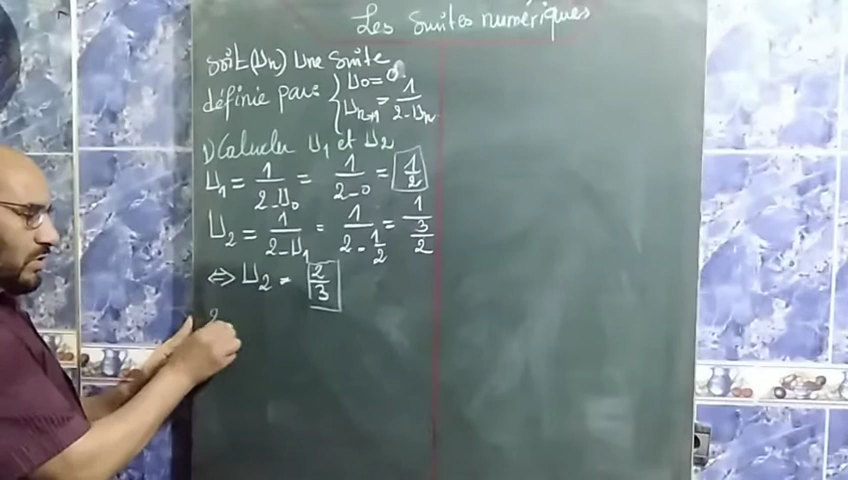 Les Suites numériques
soit (Un) une suite
définie par: { U0 = 0
Un+1 = 1/(2-Un)
1) Calculer U1 et U2
U1 = 1/(2-U0) = 1/(2-0) = 1/2
U2 = 1/(2-U1) = 1/(2-1/2) = 1/(3/2)
⇔ U2 = 2/3
2